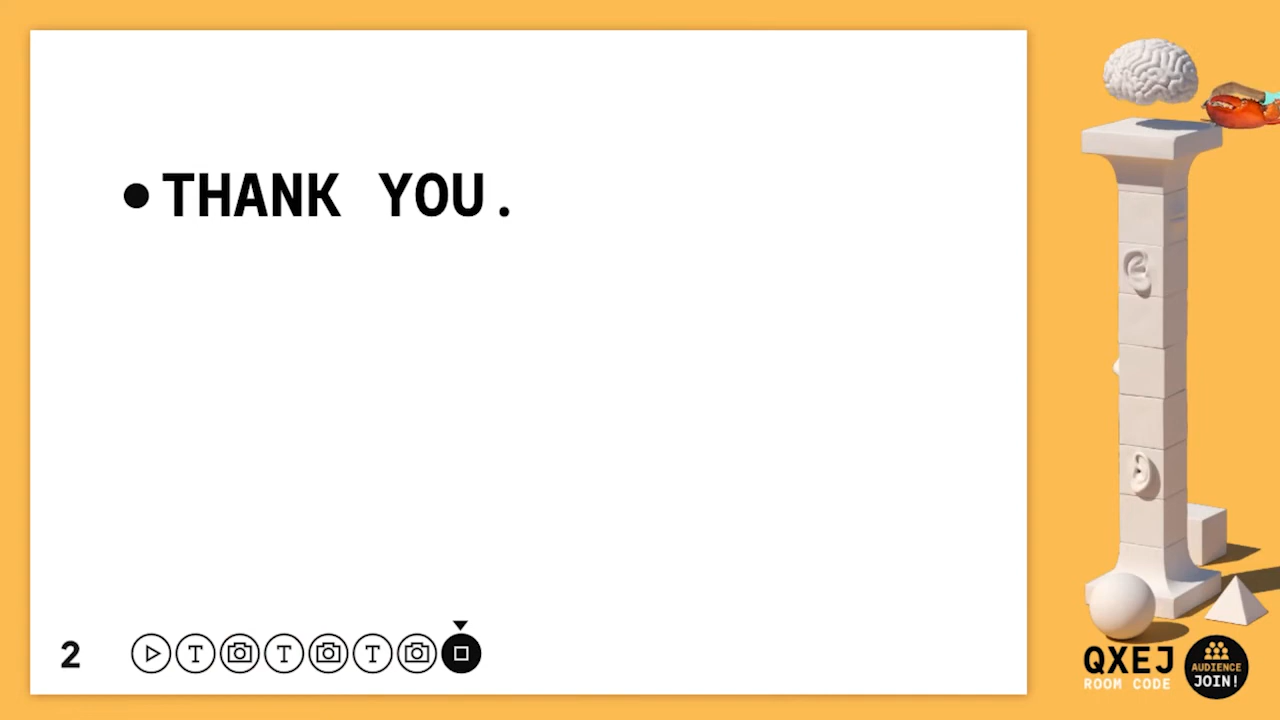 ● THANK YOU.
2
T T T
QXEJ
ROOM CODE
AUDIENCE
JOIN!